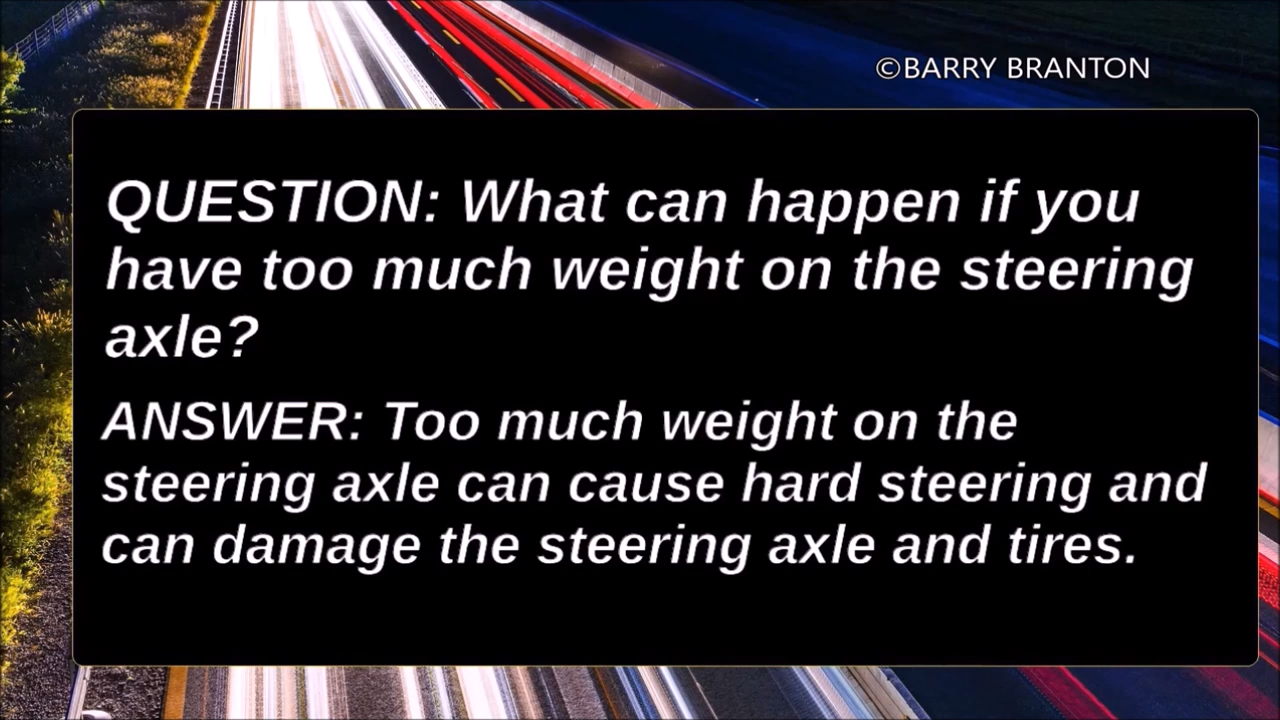 ©BARRY BRANTON
QUESTION: What can happen if you
have too much weight on the steering
axle?
ANSWER: Too much weight on the
steering axle can cause hard steering and
can damage the steering axle and tires.